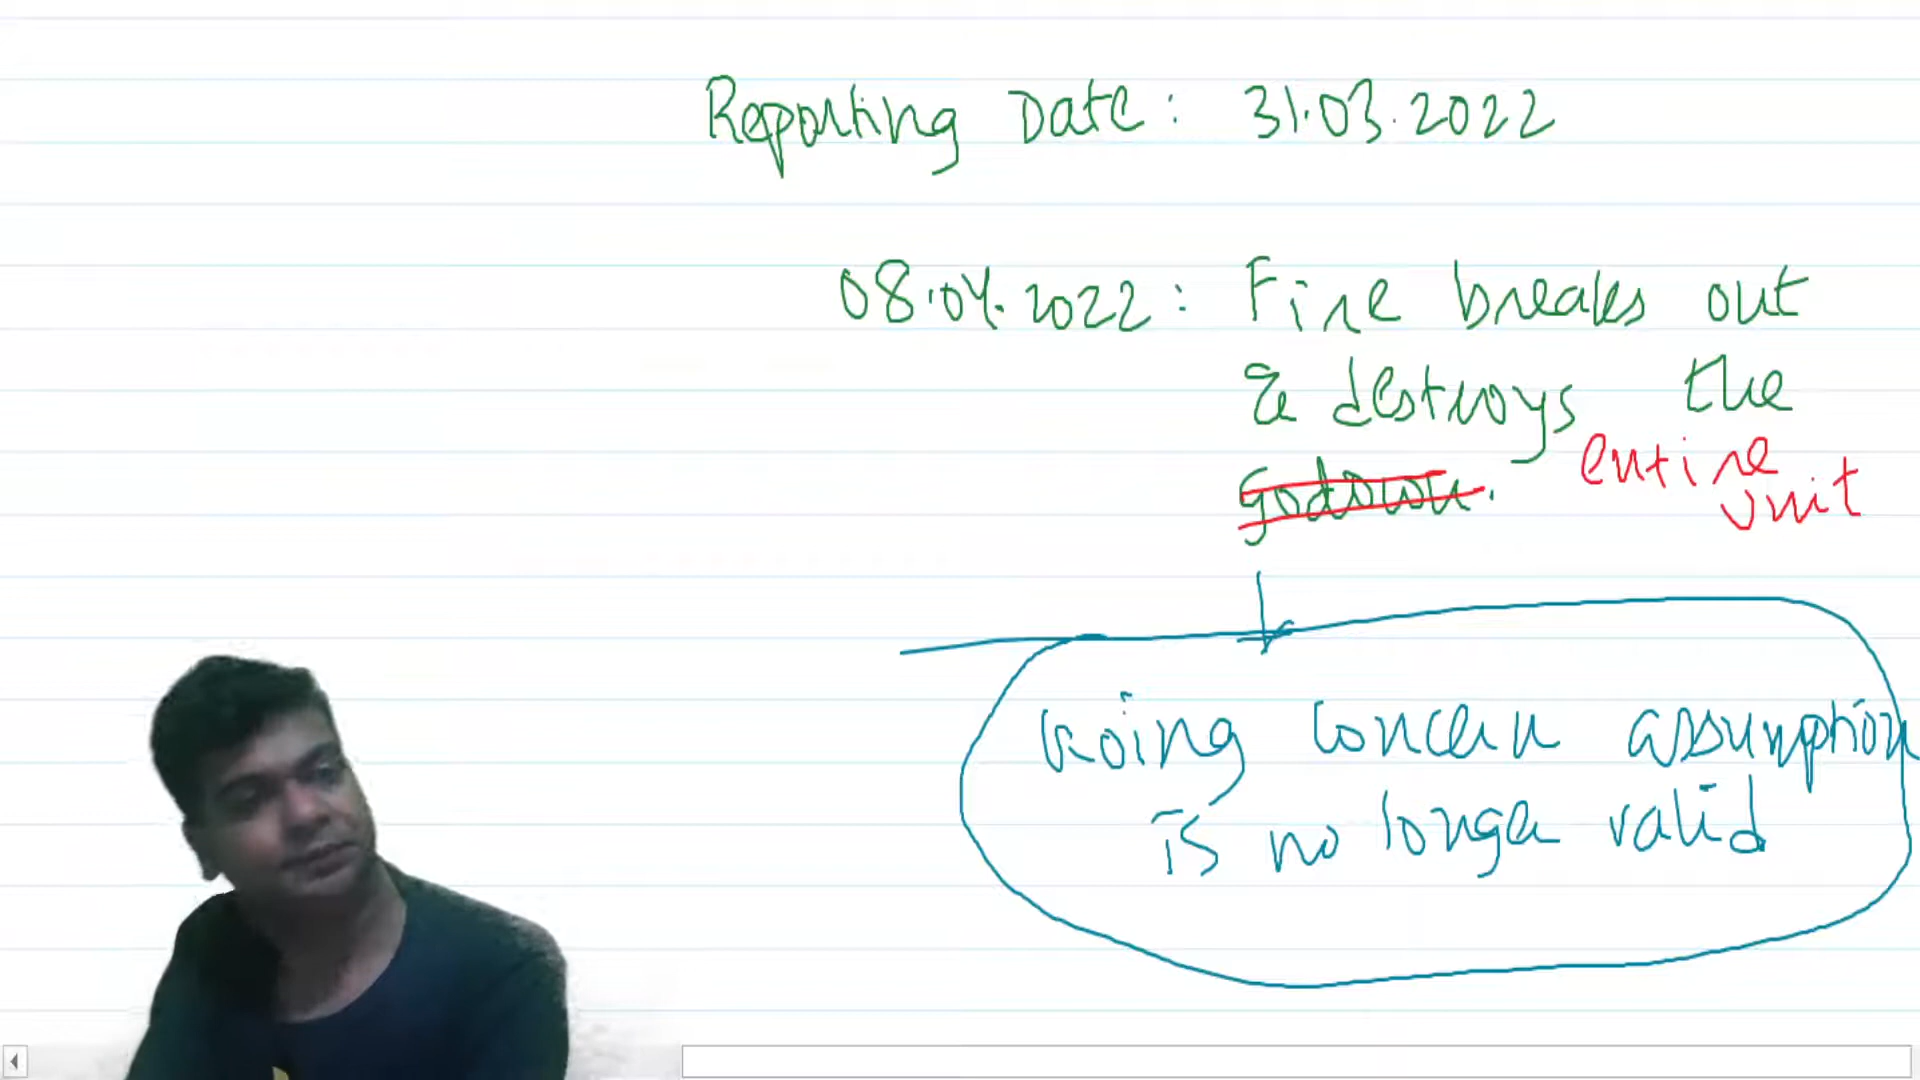 Reporting Date: 31.03.2022
08.04.2022: Fire breaks out
& destroys the
godown. entire
unit
Going concern assumption
is no longer valid